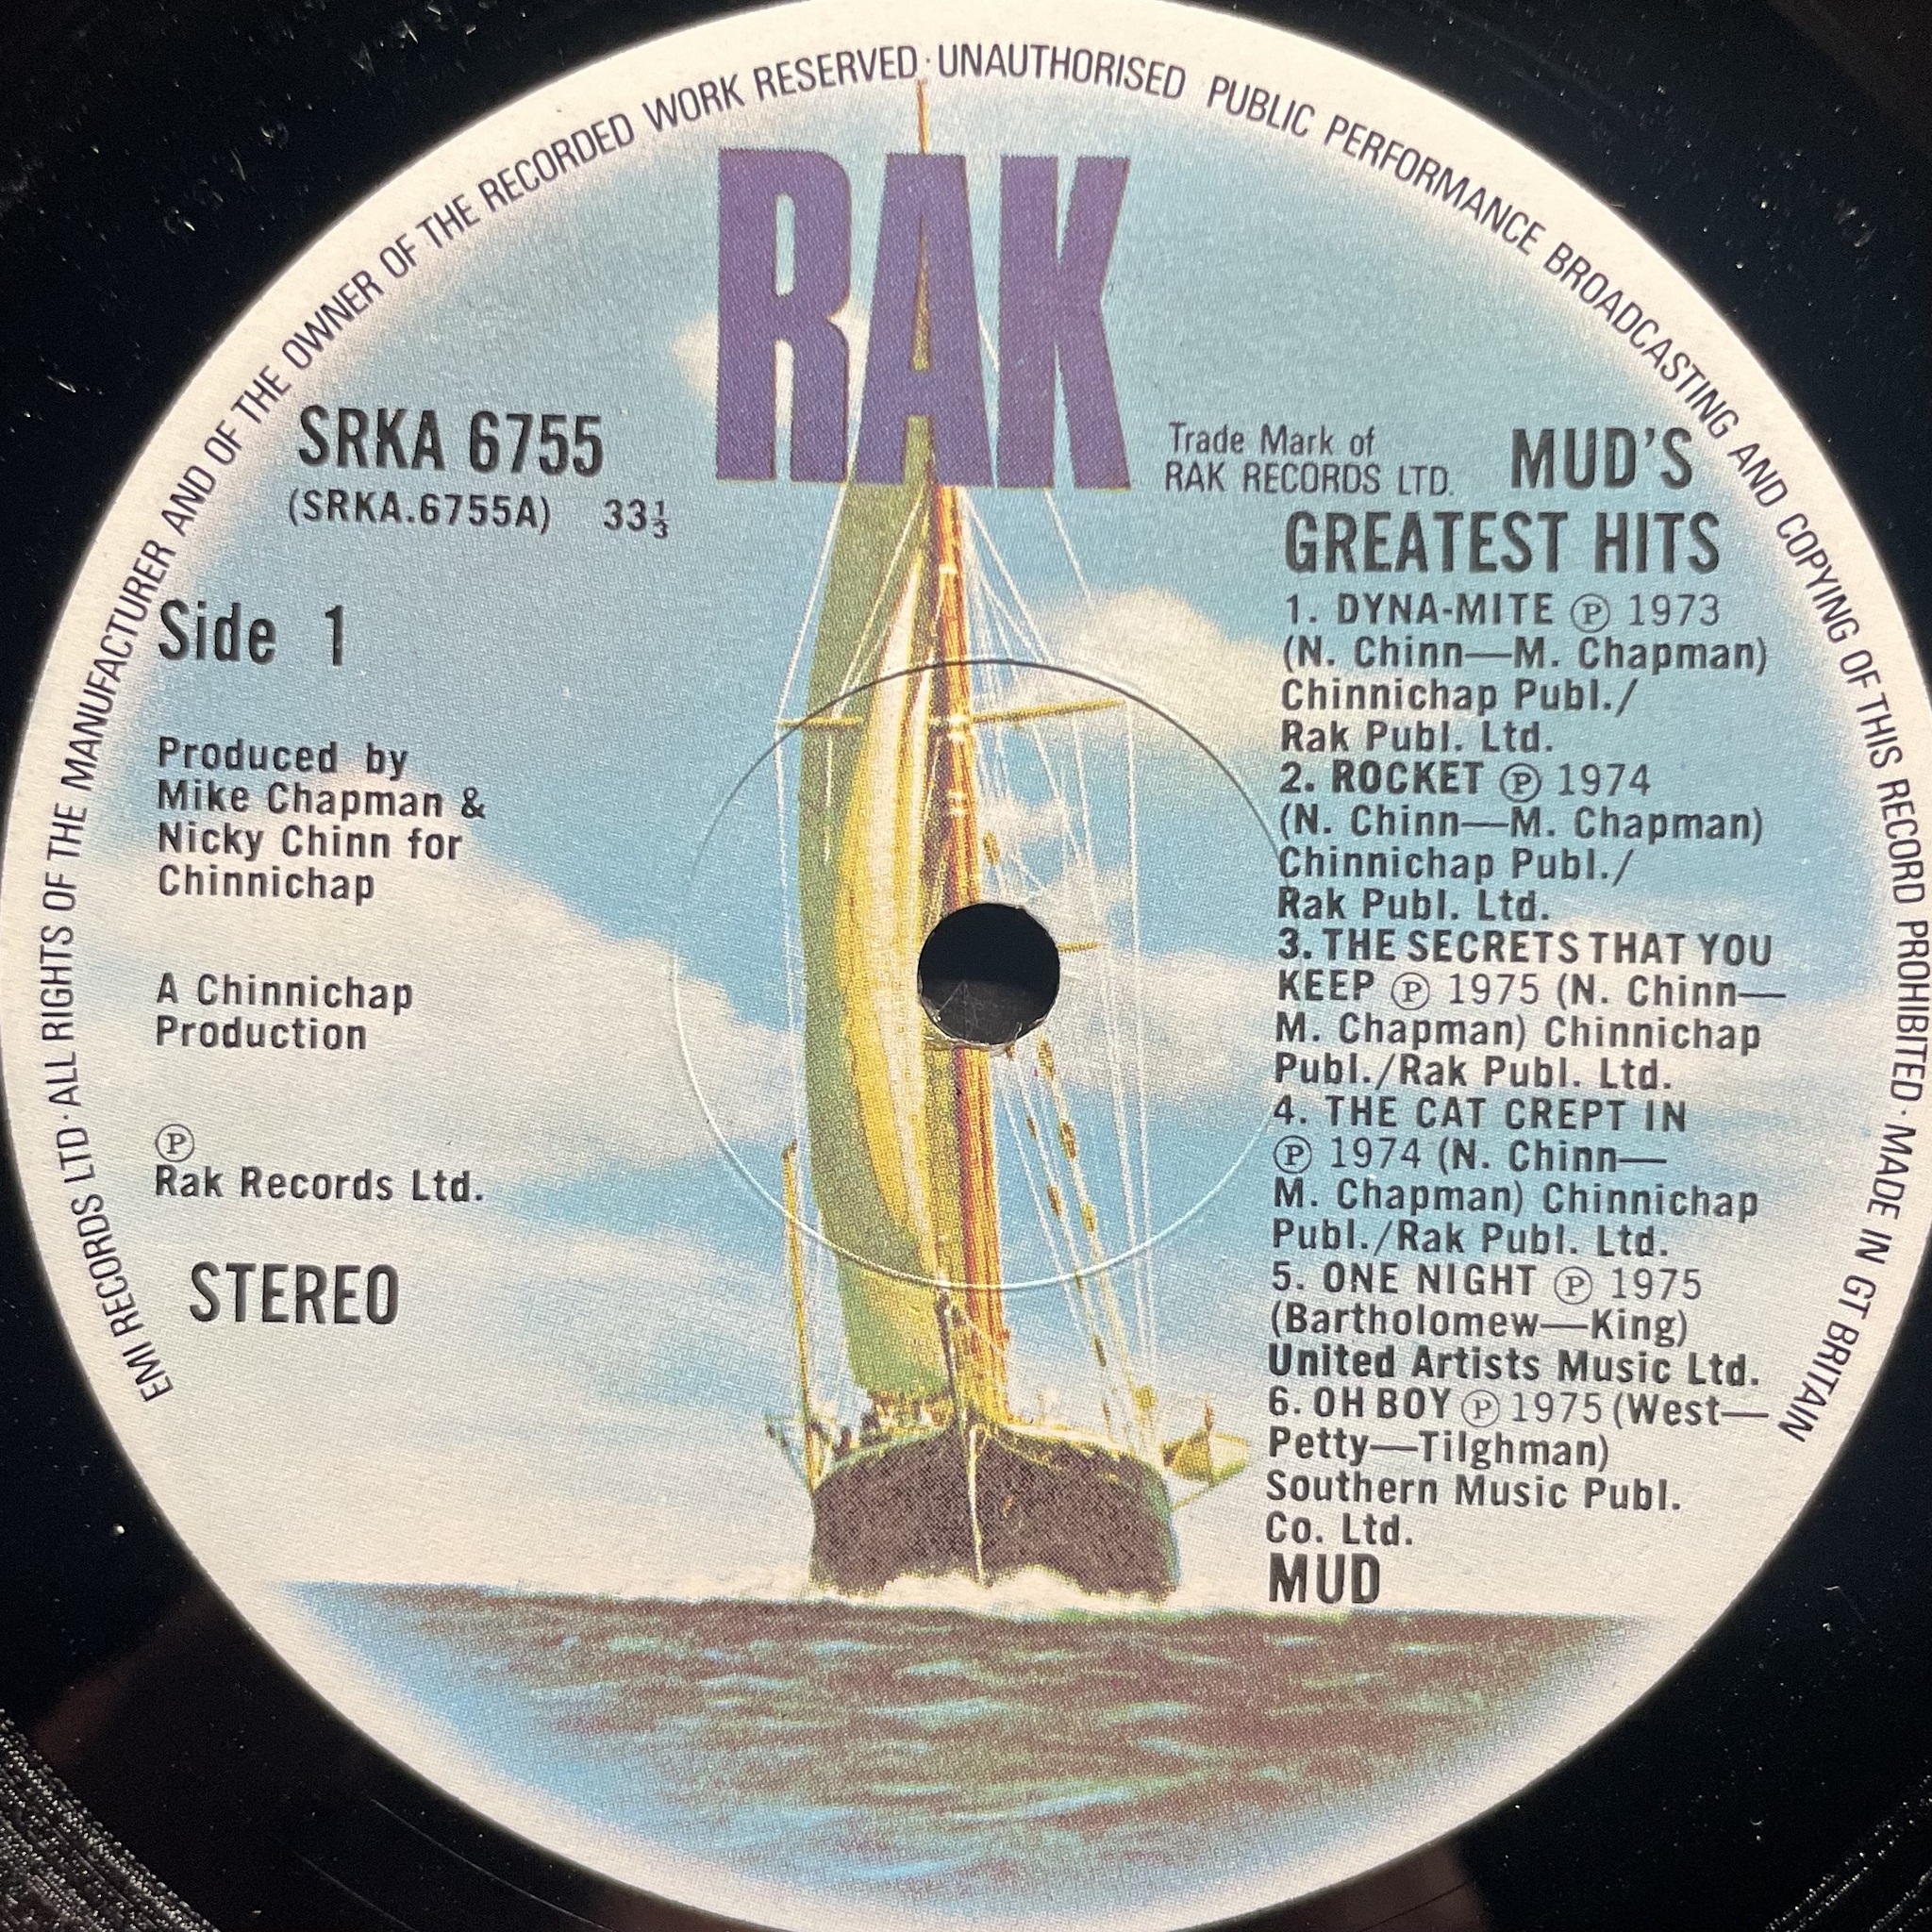 EMI RECORDS LTD · ALL RIGHTS OF THE MANUFACTURER AND OF THE OWNER OF THE RECORDED WORK RESERVED · UNAUTHORISED PUBLIC PERFORMANCE BROADCASTING AND COPYING OF THIS RECORD PROHIBITED · MADE IN GT BRITAIN
RAK
Trade Mark of
RAK RECORDS LTD.
SRKA 6755
(SRKA.6755A) 33⅓
Side 1
Produced by
Mike Chapman &
Nicky Chinn for
Chinnichap
A Chinnichap
Production
℗
Rak Records Ltd.
STEREO
MUD'S
GREATEST HITS
1. DYNA-MITE ℗ 1973
(N. Chinn—M. Chapman)
Chinnichap Publ./
Rak Publ. Ltd.
2. ROCKET ℗ 1974
(N. Chinn—M. Chapman)
Chinnichap Publ./
Rak Publ. Ltd.
3. THE SECRETS THAT YOU
KEEP ℗ 1975 (N. Chinn—
M. Chapman) Chinnichap
Publ./Rak Publ. Ltd.
4. THE CAT CREPT IN
℗ 1974 (N. Chinn—
M. Chapman) Chinnichap
Publ./Rak Publ. Ltd.
5. ONE NIGHT ℗ 1975
(Bartholomew—King)
United Artists Music Ltd.
6. OH BOY ℗ 1975 (West—
Petty—Tilghman)
Southern Music Publ.
Co. Ltd.
MUD